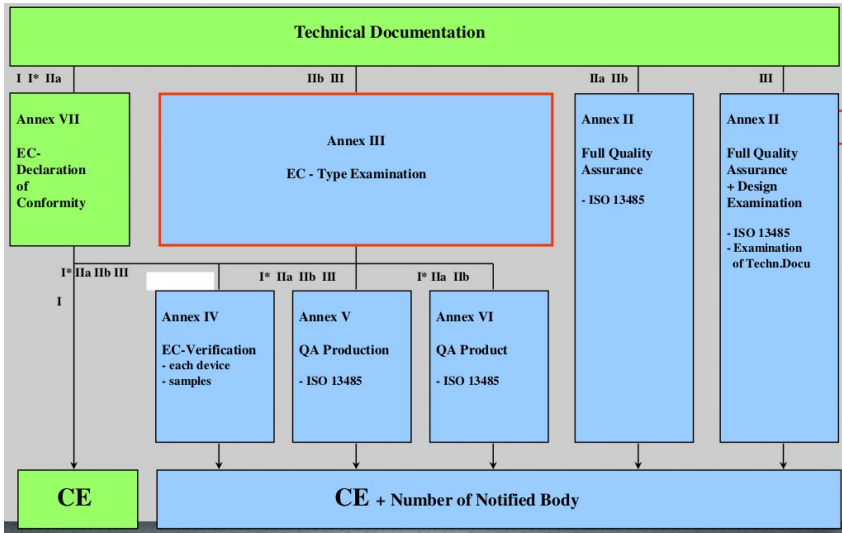 Technical Documentation
I I* IIa
IIb III
IIa IIb
III
Annex VII
EC-
Declaration
of
Conformity
Annex III
EC - Type Examination
Annex II
Full Quality
Assurance
- ISO 13485
Annex II
Full Quality
Assurance
+ Design
Examination
- ISO 13485
- Examination
of Techn.Docu
I* IIa IIb III
I* IIa IIb III
I* IIa IIb
I
Annex IV
EC-Verification
- each device
- samples
Annex V
QA Production
- ISO 13485
Annex VI
QA Product
- ISO 13485
CE
CE + Number of Notified Body